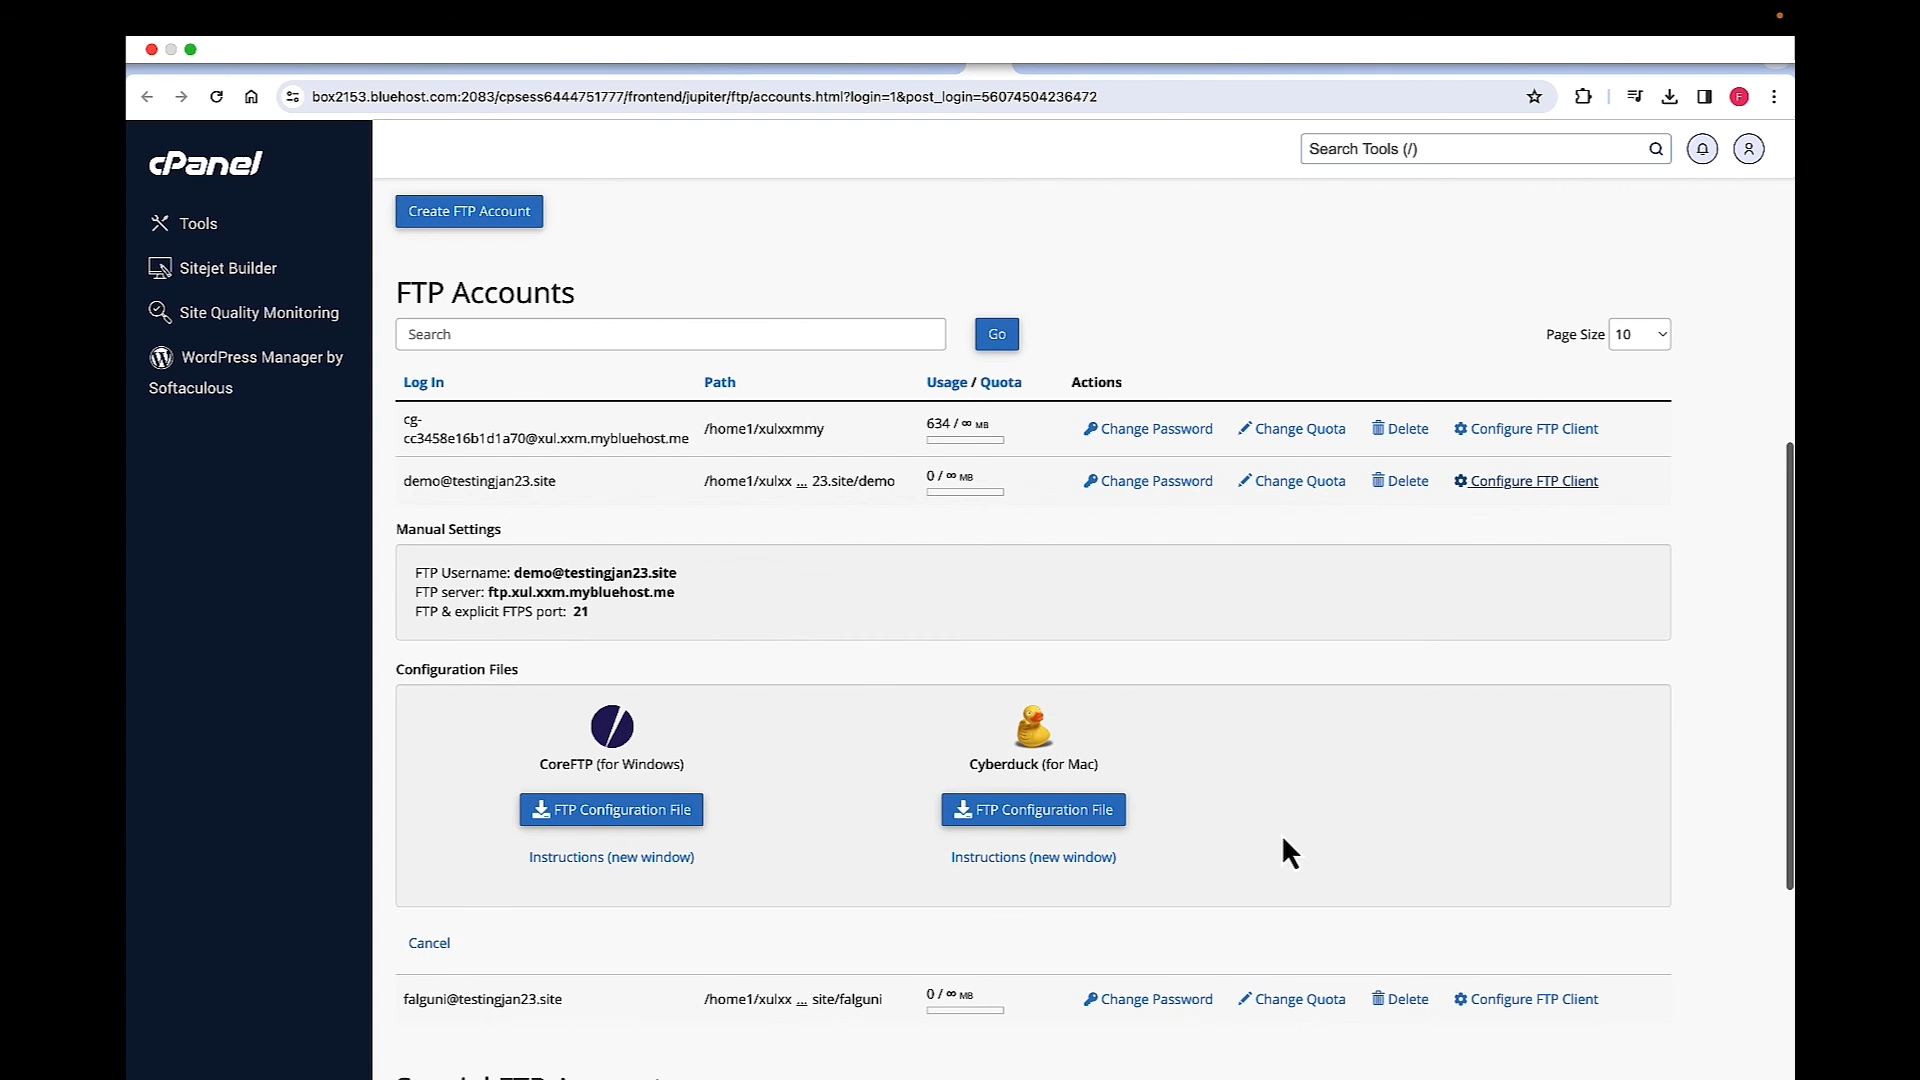 box2153.bluehost.com:2083/cpsess6444751777/frontend/jupiter/ftp/accounts.html?login=1&post_login=56074504236472
F
cPanel
Search Tools (/)
Tools
Sitejet Builder
Site Quality Monitoring
WordPress Manager by
Softaculous
Create FTP Account
FTP Accounts
Search
Go
Page Size 10
Log In Path Usage / Quota Actions
cg-
cc3458e16b1d1a70@xul.xxm.mybluehost.me /home1/xulxxmmy 634 / ∞ MB Change Password Change Quota Delete Configure FTP Client
demo@testingjan23.site /home1/xulxx ... 23.site/demo 0 / ∞ MB Change Password Change Quota Delete Configure FTP Client
Manual Settings
FTP Username: demo@testingjan23.site
FTP server: ftp.xul.xxm.mybluehost.me
FTP & explicit FTPS port: 21
Configuration Files
CoreFTP (for Windows) Cyberduck (for Mac)
FTP Configuration File FTP Configuration File
Instructions (new window) Instructions (new window)
Cancel
falguni@testingjan23.site /home1/xulxx ... site/falguni 0 / ∞ MB Change Password Change Quota Delete Configure FTP Client